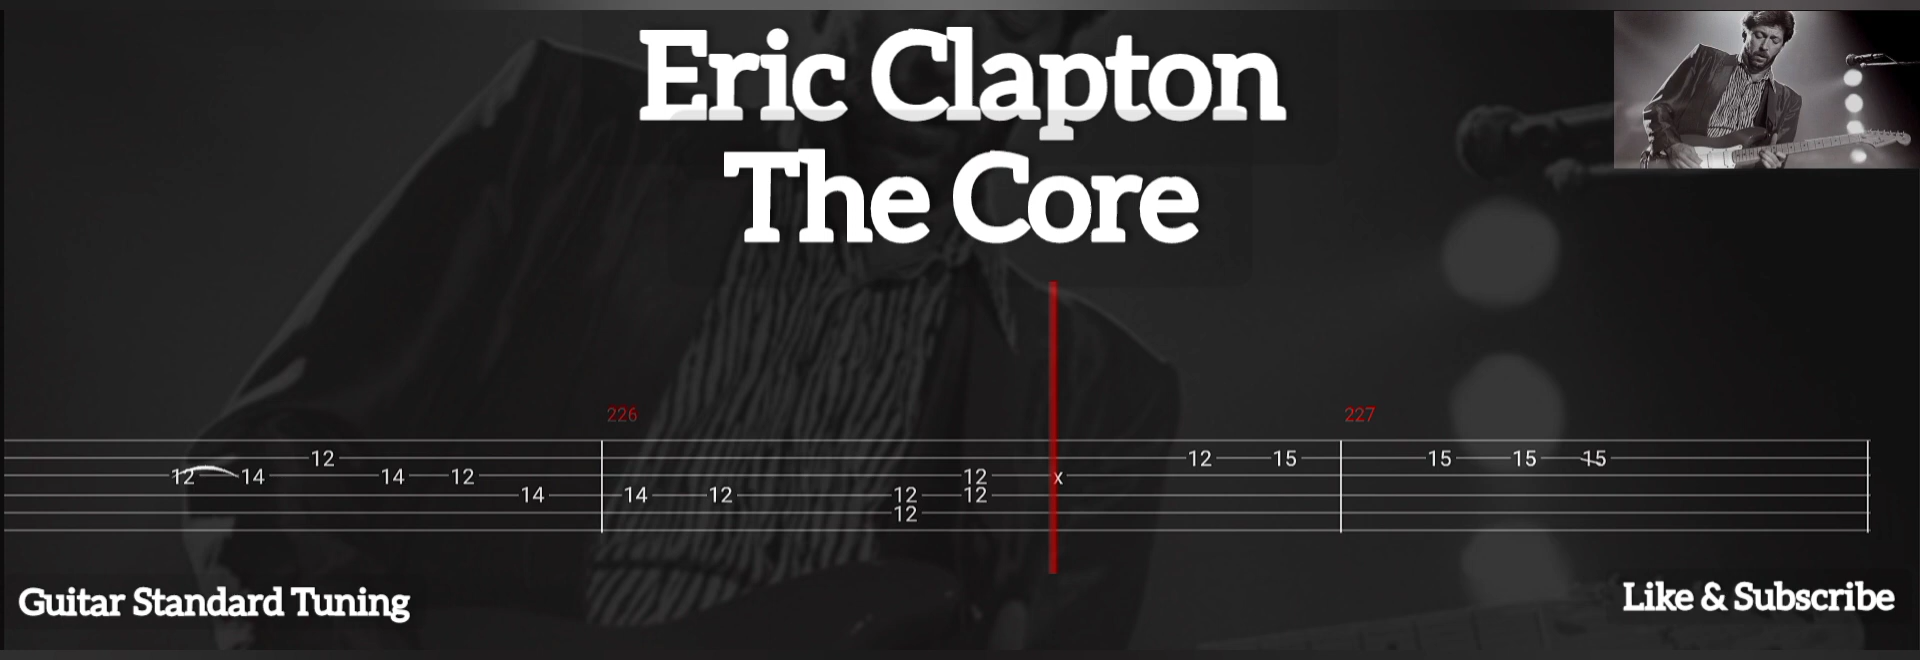 Eric Clapton
The Core
226
227
12
12 15
15 15 15
12 14 14 12 12 x
14 14 12 12 12
12
Guitar Standard Tuning
Like & Subscribe